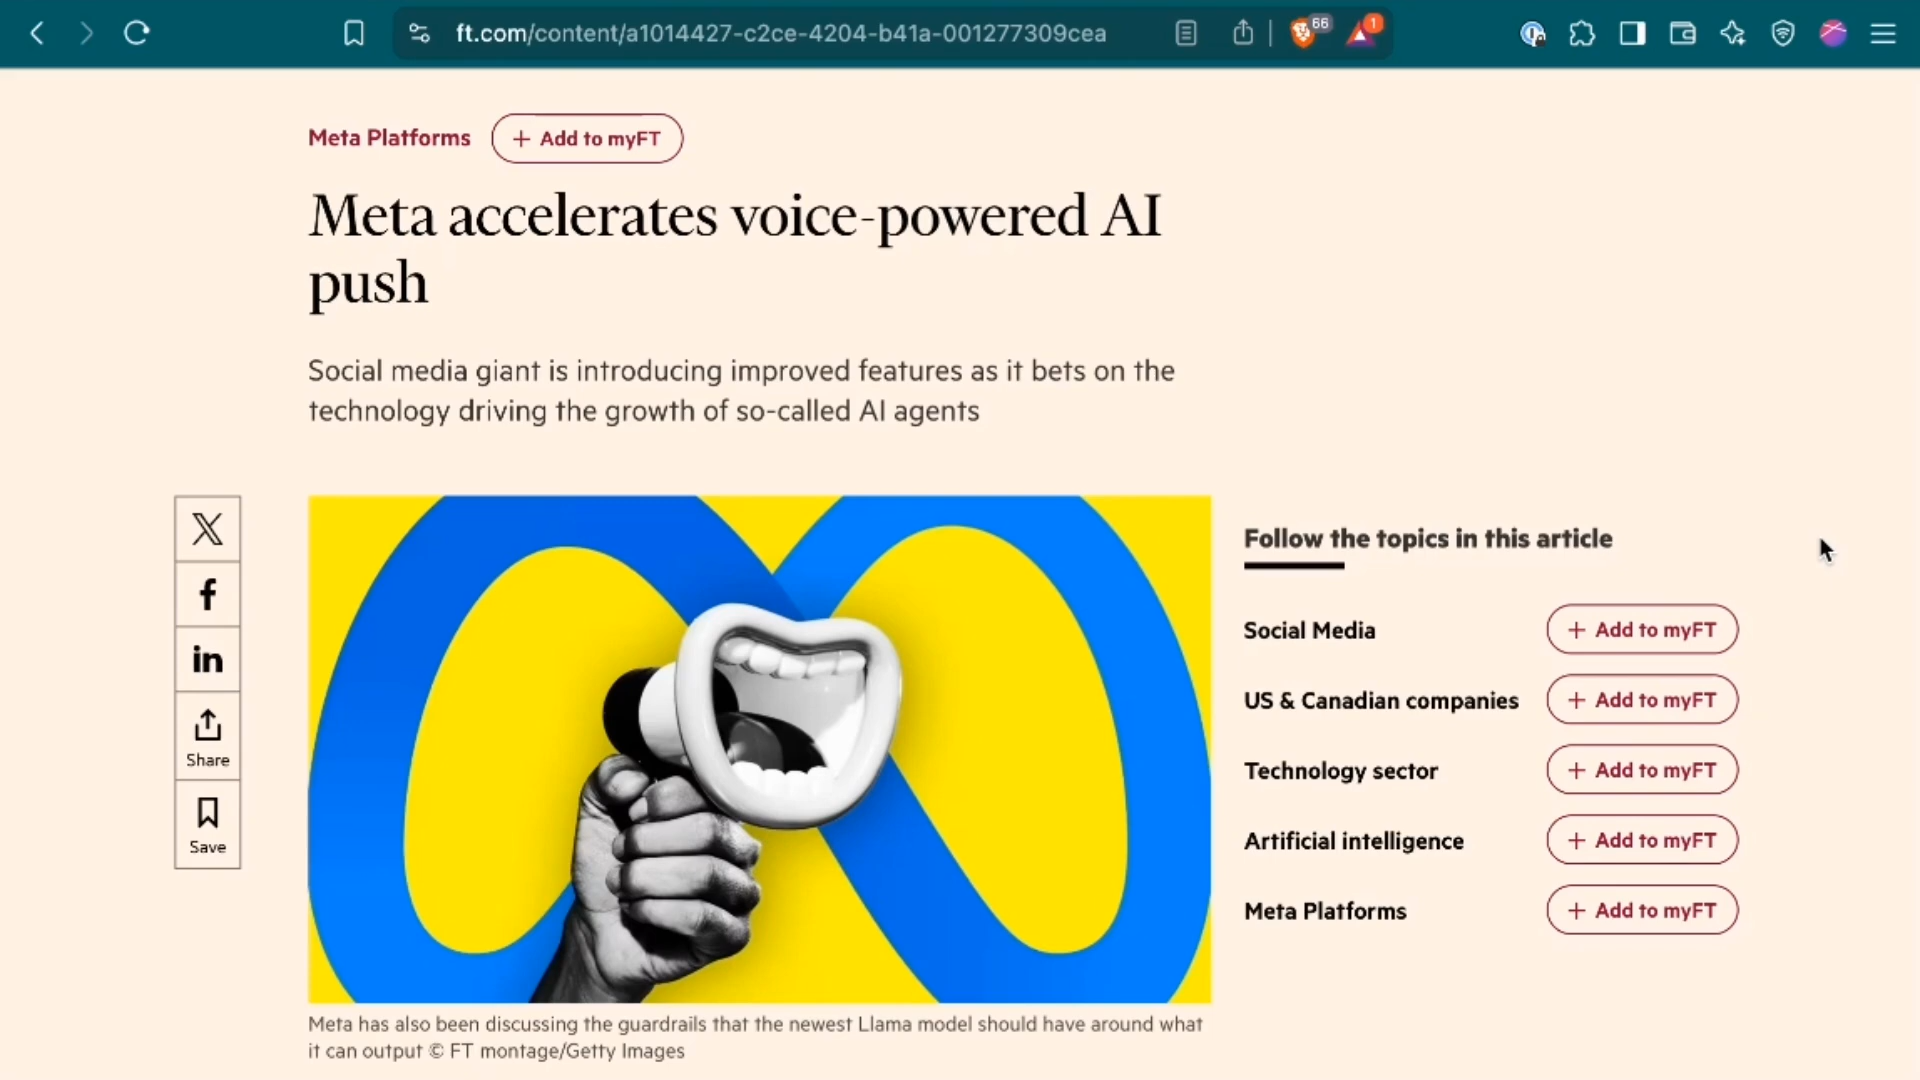 ft.com/content/a1014427-c2ce-4204-b41a-001277309cea
66
1
Meta Platforms
+ Add to myFT
Meta accelerates voice-powered AI
push
Social media giant is introducing improved features as it bets on the
technology driving the growth of so-called AI agents
Share
Save
Follow the topics in this article
Social Media
+ Add to myFT
US & Canadian companies
+ Add to myFT
Technology sector
+ Add to myFT
Artificial intelligence
+ Add to myFT
Meta Platforms
+ Add to myFT
Meta has also been discussing the guardrails that the newest Llama model should have around what
it can output © FT montage/Getty Images